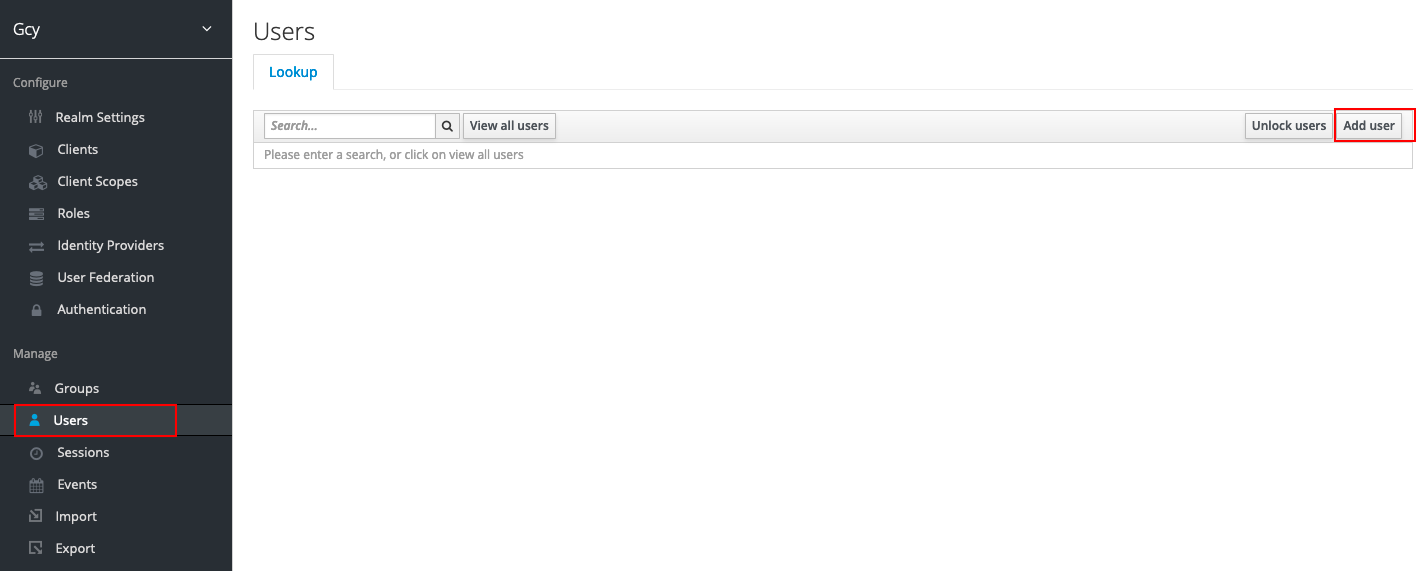 Gcy
Configure
Realm Settings
Clients
Client Scopes
Roles
Identity Providers
User Federation
Authentication
Manage
Groups
Users
Sessions
Events
Import
Export
Users
Lookup
Search... View all users Unlock users Add user
Please enter a search, or click on view all users